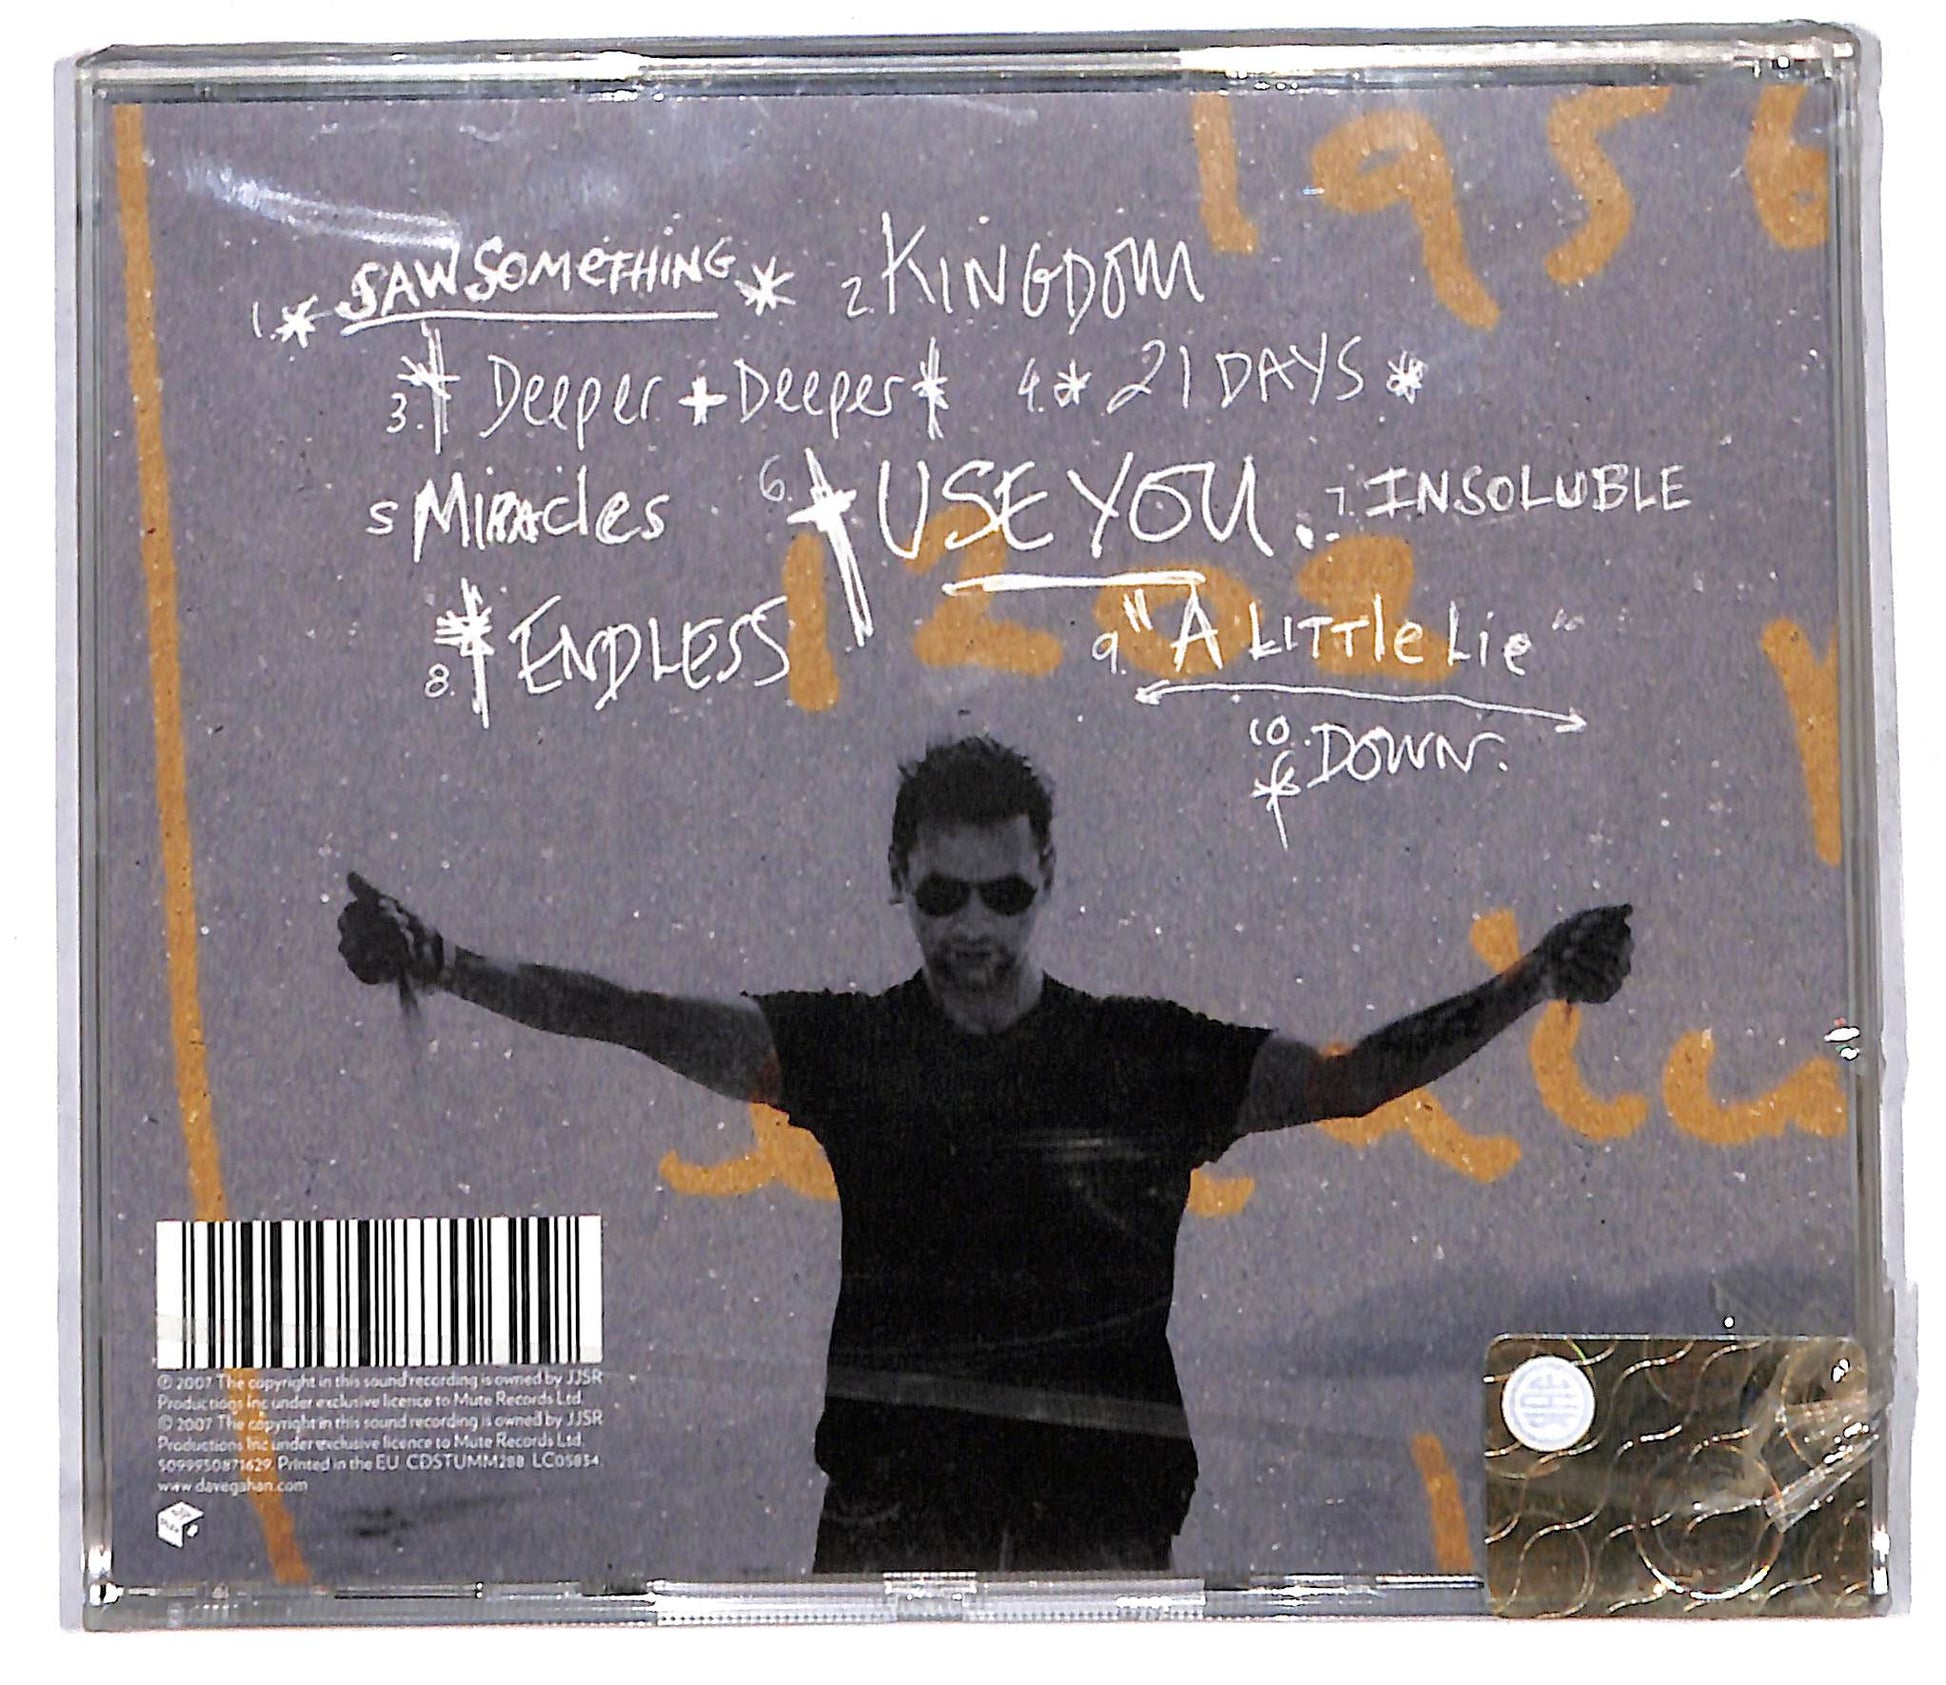 1956
1. * SAW SOMETHING * 2 KINGDOM
3. Deeper + Deeper 4. * 21 DAYS *
5 Miracles 6. USE YOU. 7. INSOLUBLE
1202
8. ENDLESS 9. "A LITTLE Lie"
10. * DOWN.
℗ 2007 The copyright in this sound recording is owned by JJSR
Productions Inc under exclusive licence to Mute Records Ltd.
© 2007 The copyright in this sound recording is owned by JJSR
Productions Inc under exclusive licence to Mute Records Ltd.
5099950871629. Printed in the EU. CDSTUMM288 LC05834.
www.davegahan.com